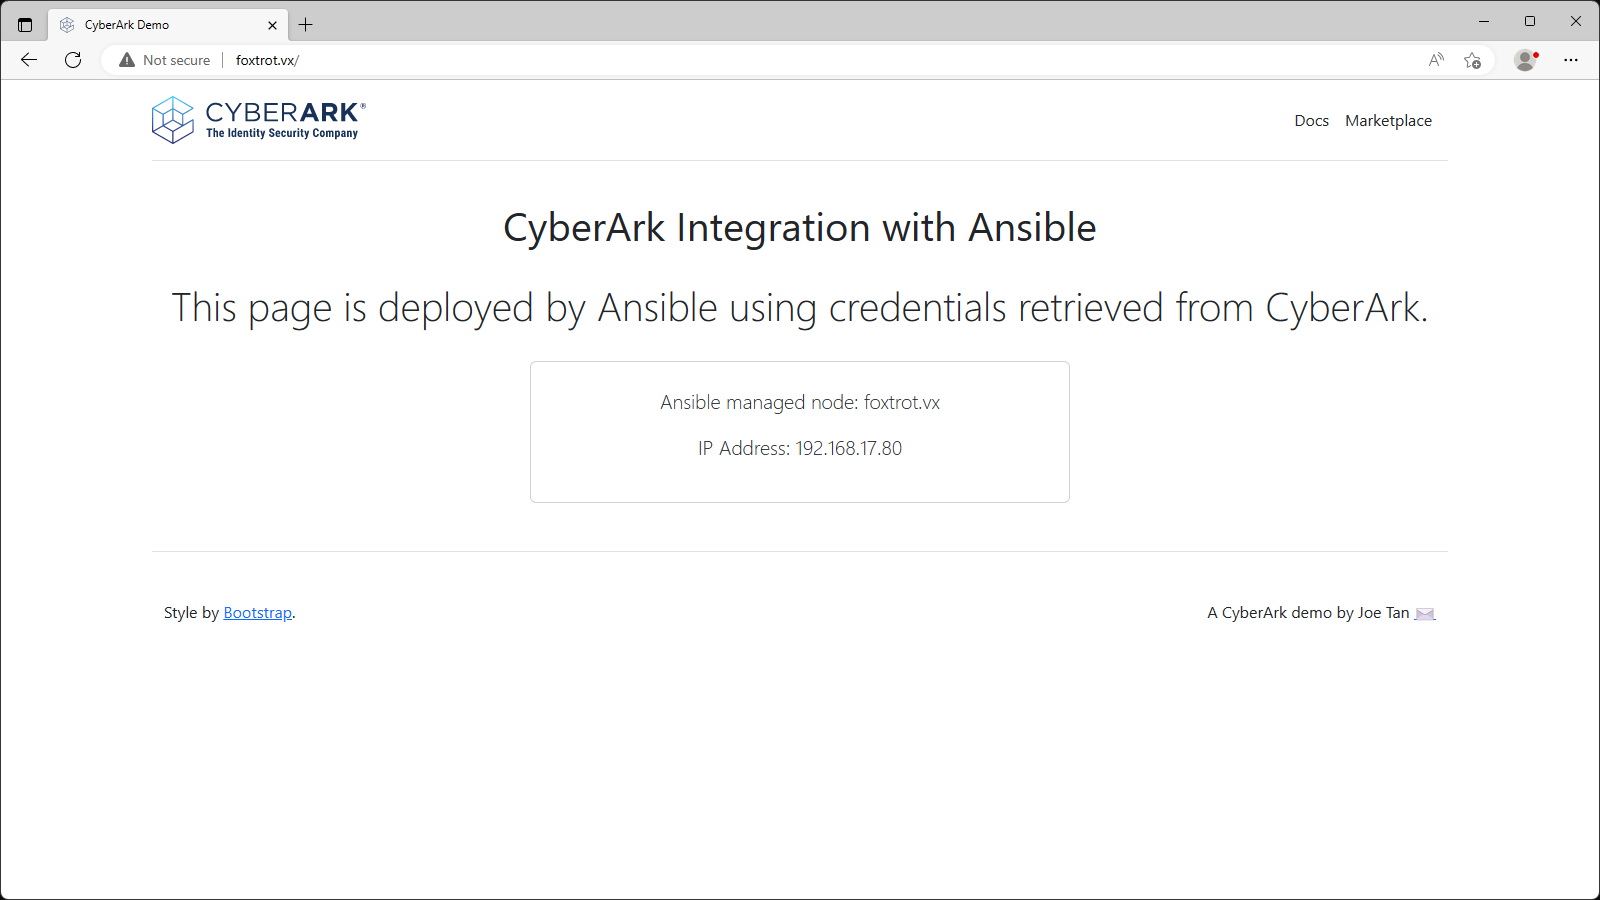 CyberArk Demo
Not secure foxtrot.vx/
CYBERARK®
The Identity Security Company
Docs Marketplace
CyberArk Integration with Ansible
This page is deployed by Ansible using credentials retrieved from CyberArk.
Ansible managed node: foxtrot.vx
IP Address: 192.168.17.80
Style by Bootstrap.
A CyberArk demo by Joe Tan